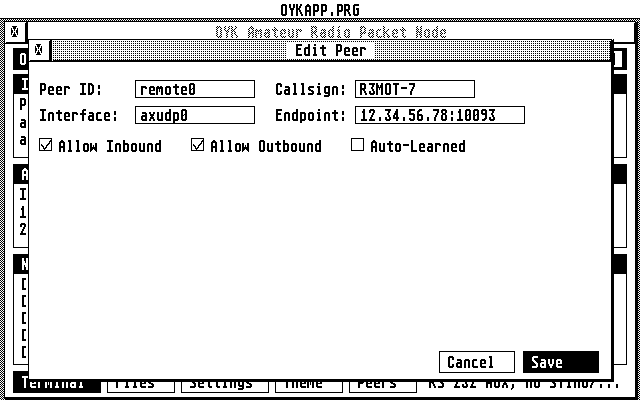 OYKAPP.PRG
OYK Amateur Radio Packet Node
Edit Peer
Peer ID: remote0 Callsign: R3MOT-7
Interface: axudp0 Endpoint: 12.34.56.78:10093
Allow Inbound Allow Outbound Auto-Learned
Cancel Save
Terminal Files Settings Theme Peers